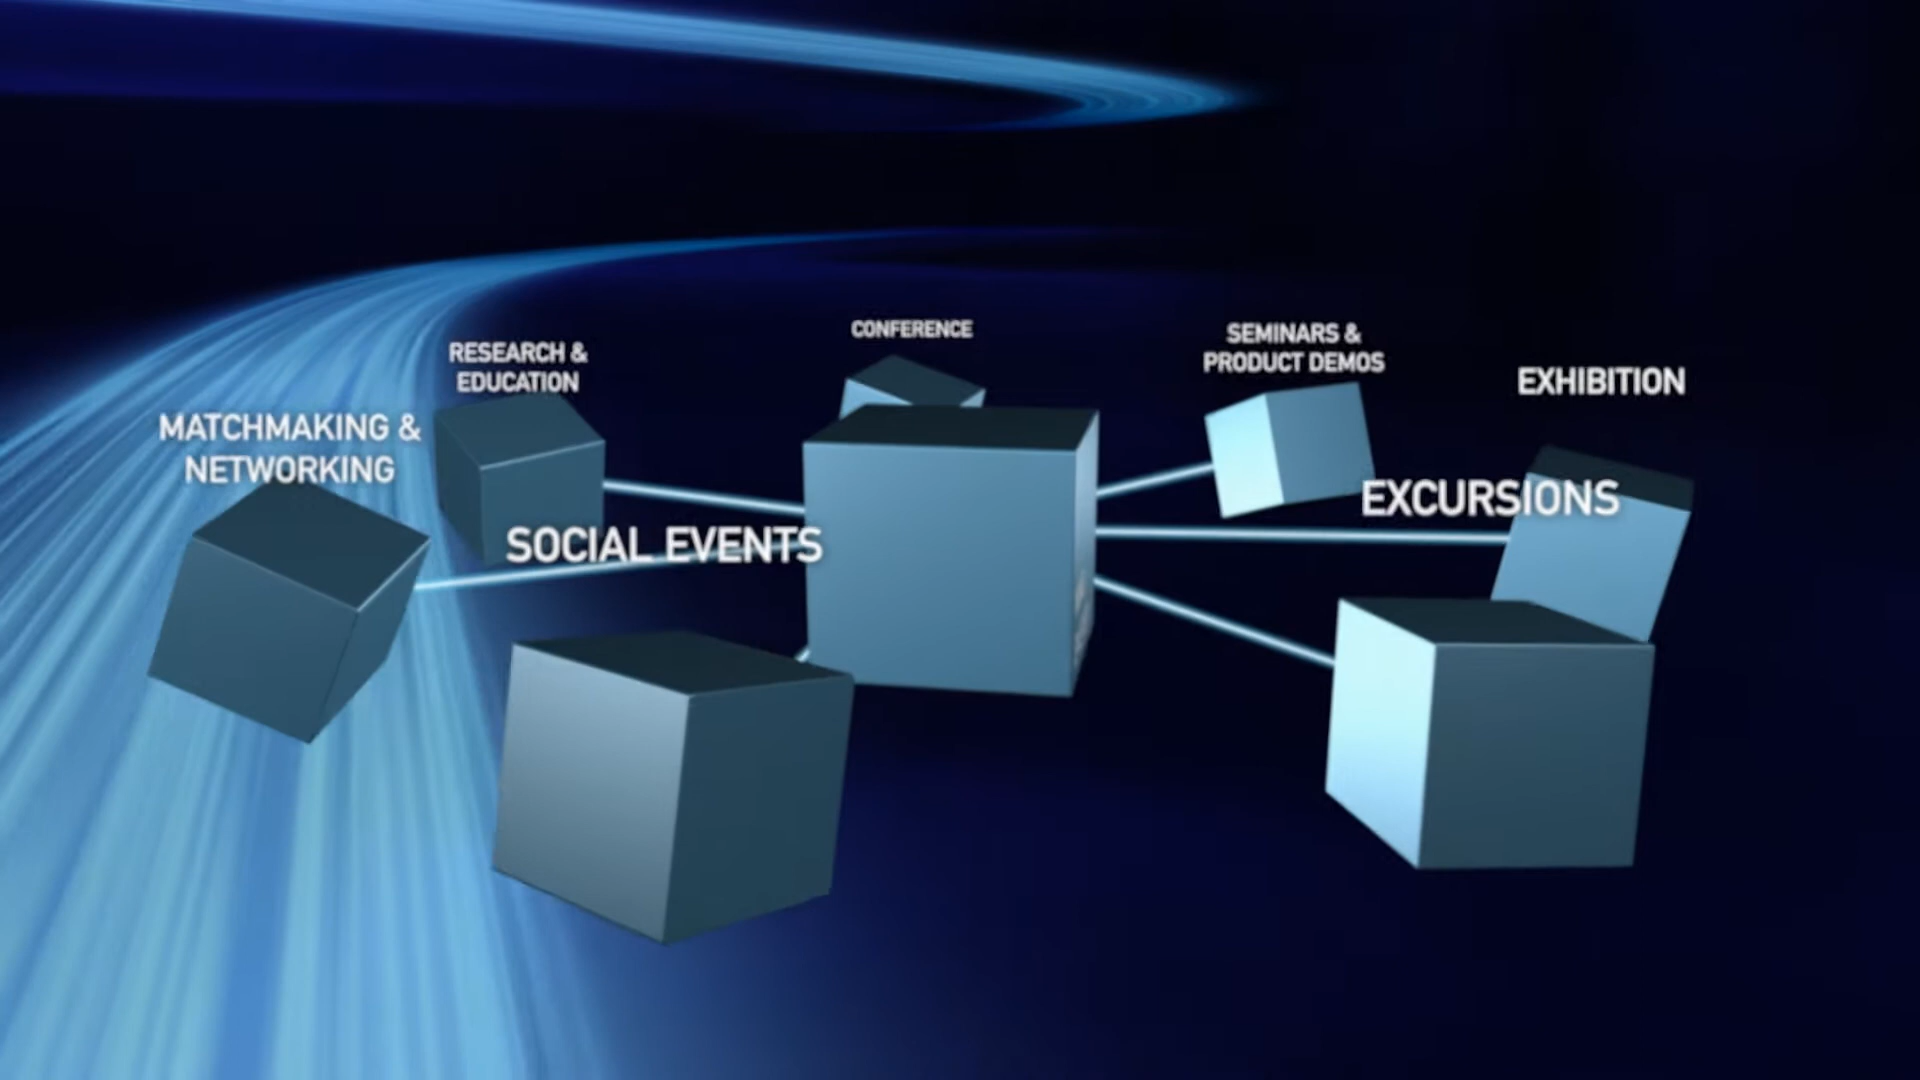 CONFERENCE
SEMINARS &
PRODUCT DEMOS
RESEARCH &
EDUCATION
EXHIBITION
MATCHMAKING &
NETWORKING
EXCURSIONS
SOCIAL EVENTS